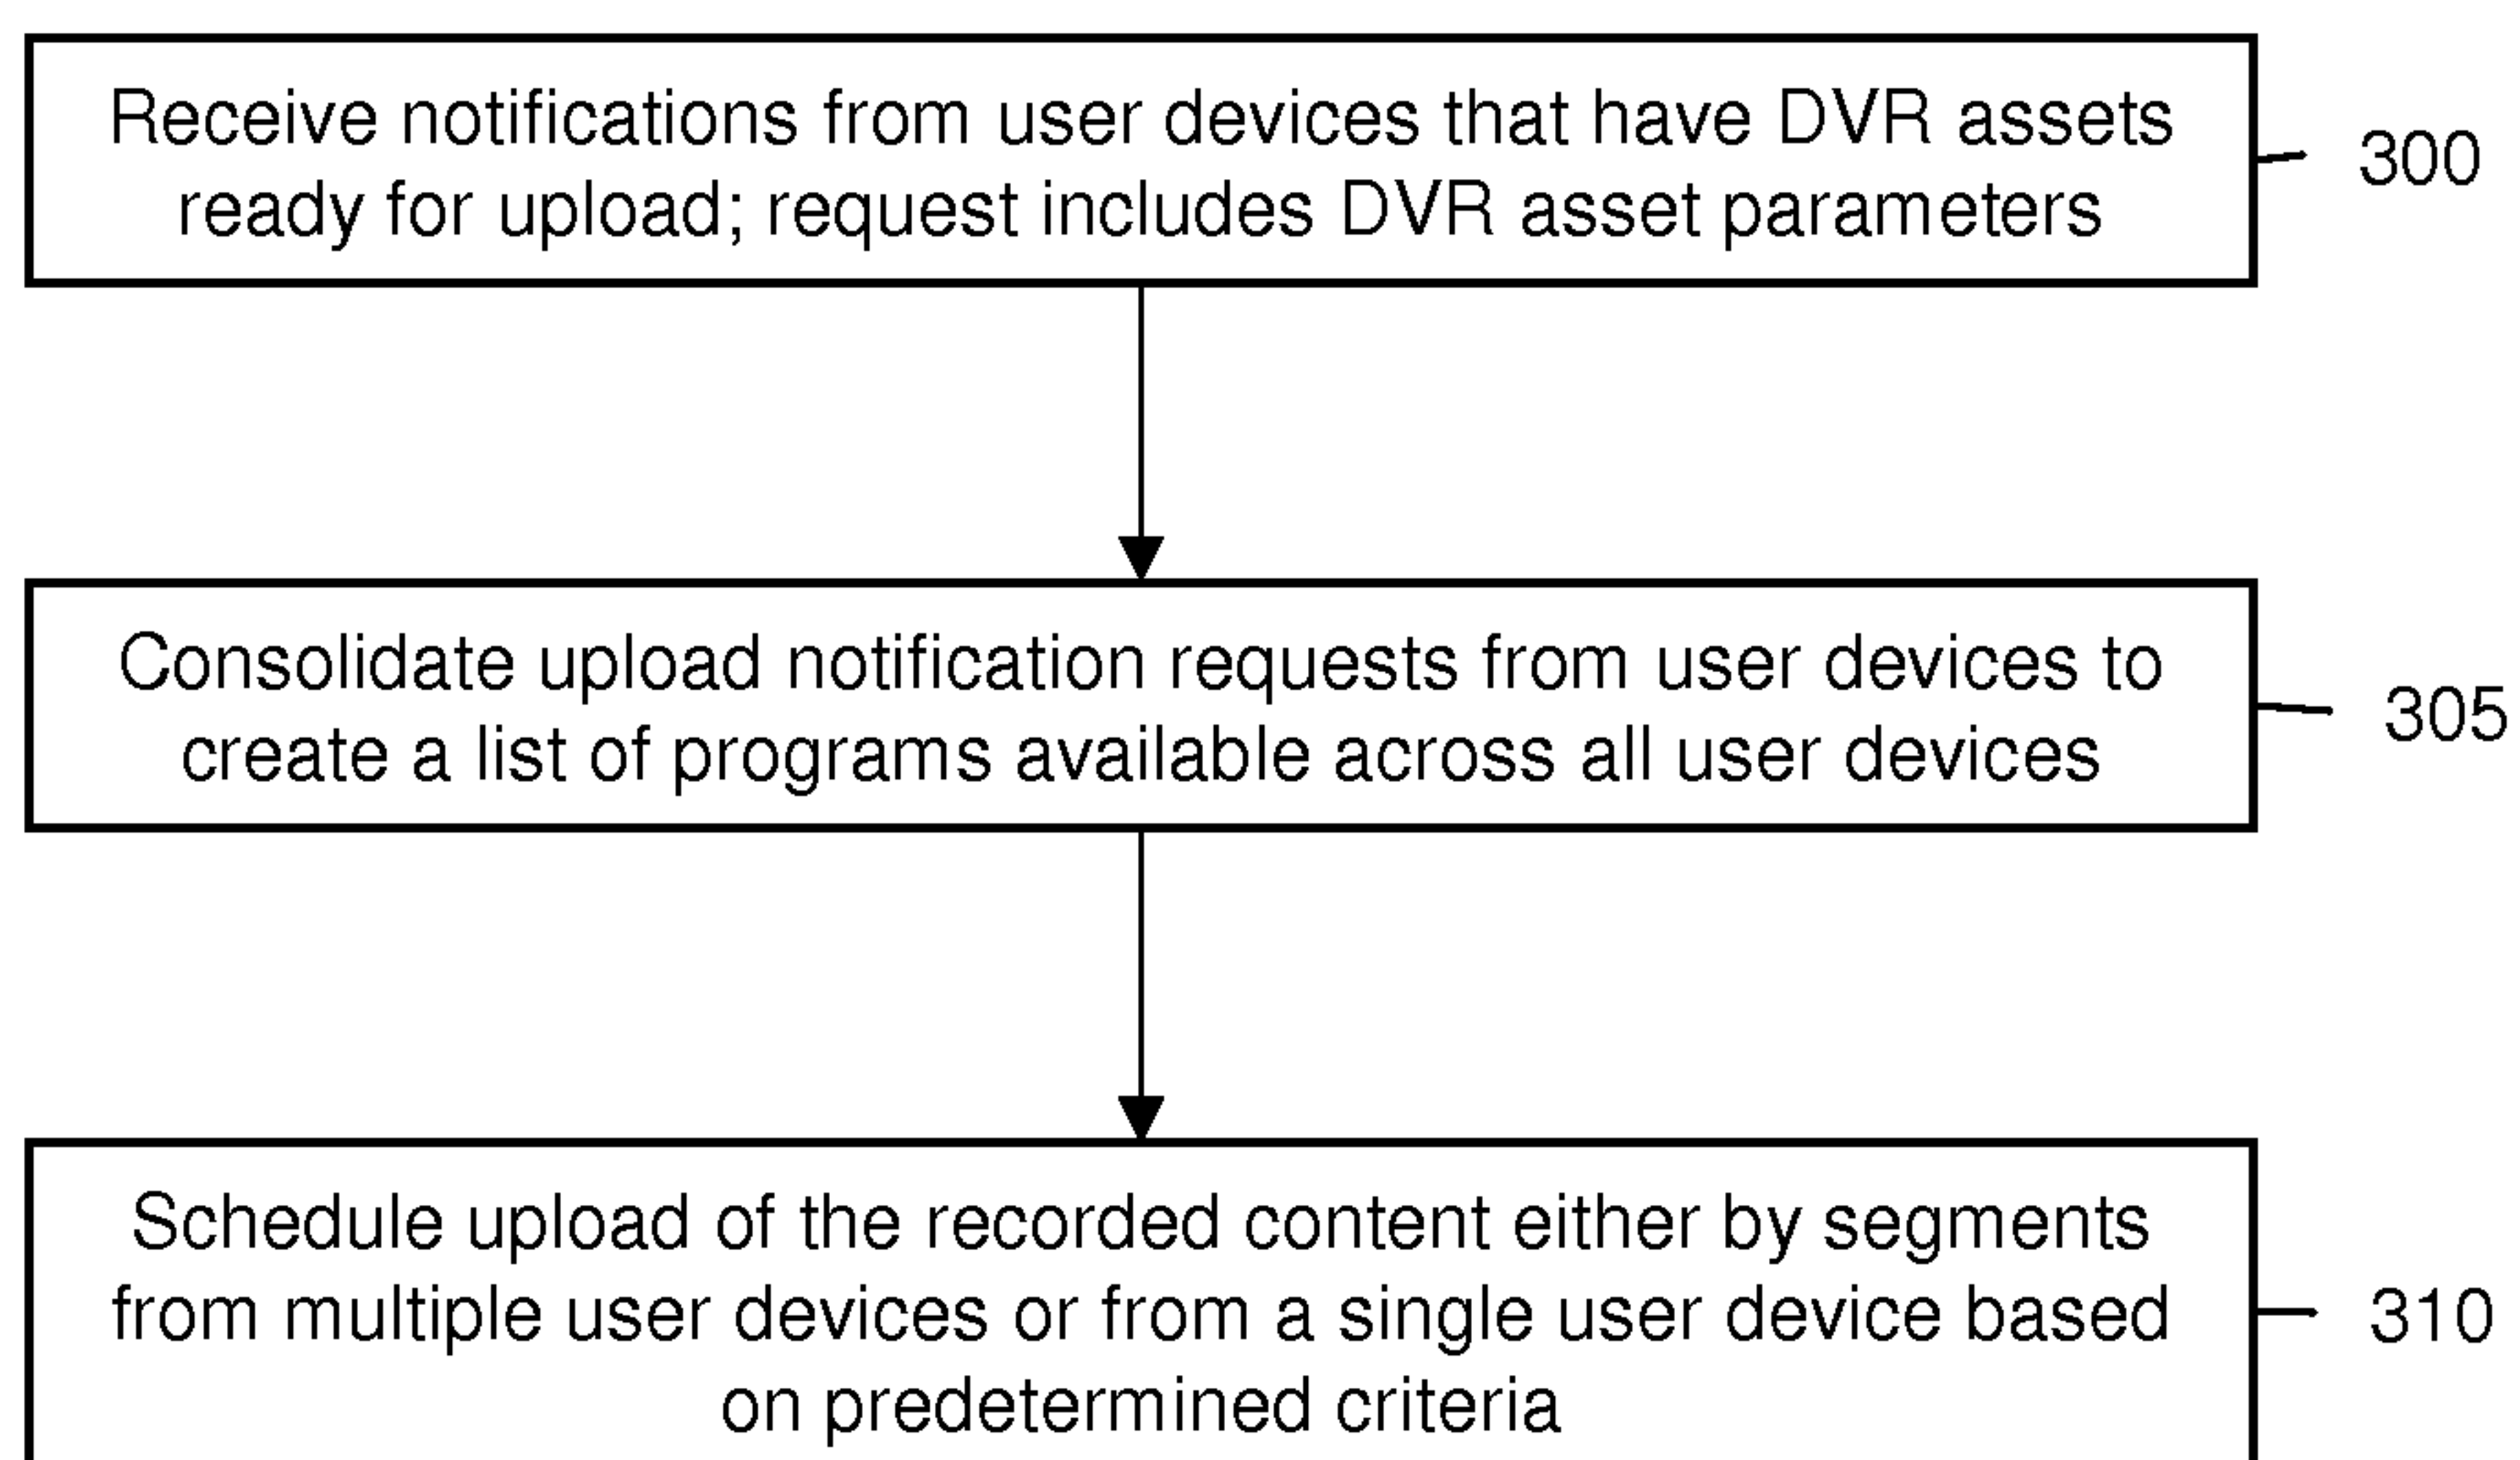 Receive notifications from user devices that have DVR assets
ready for upload; request includes DVR asset parameters
300
Consolidate upload notification requests from user devices to
create a list of programs available across all user devices
305
Schedule upload of the recorded content either by segments
from multiple user devices or from a single user device based
on predetermined criteria
310